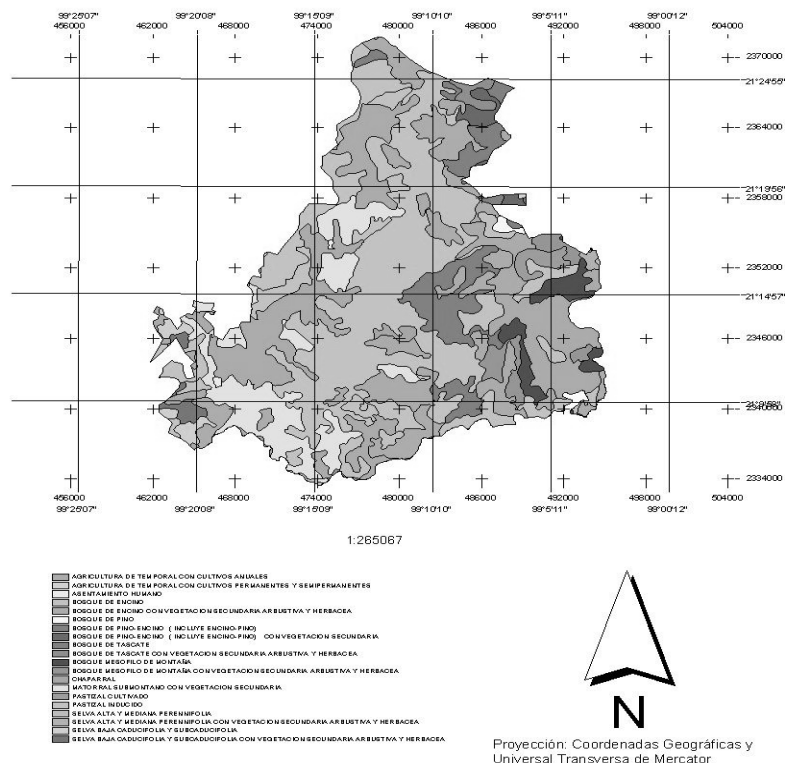 99°25'07" 99°20'08" 99°15'09" 99°10'10" 99°5'11" 99°00'12"
456000 462000 468000 474000 480000 486000 492000 498000 504000
2370000
21°24'55"
2364000
21°19'56"
2358000
2352000
21°14'57"
2346000
21°9'58"
2340000
2334000
456000 462000 468000 474000 480000 486000 492000 498000 504000
99°25'07" 99°20'08" 99°15'09" 99°10'10" 99°5'11" 99°00'12"
1:265067
AGRICULTURA DE TEMPORAL CON CULTIVOS ANUALES
AGRICULTURA DE TEMPORAL CON CULTIVOS PERMANENTES Y SEMIPERMANENTES
ASENTAMIENTO HUMANO
BOSQUE DE ENCINO
BOSQUE DE ENCINO CON VEGETACION SECUNDARIA ARBUSTIVA Y HERBACEA
BOSQUE DE PINO
BOSQUE DE PINO-ENCINO ( INCLUYE ENCINO-PINO)
BOSQUE DE PINO-ENCINO ( INCLUYE ENCINO-PINO) CON VEGETACION SECUNDARIA
BOSQUE DE TASCATE
BOSQUE DE TASCATE CON VEGETACION SECUNDARIA ARBUSTIVA Y HERBACEA
BOSQUE MESOFILO DE MONTAÑA
BOSQUE MESOFILO DE MONTAÑA CON VEGETACION SECUNDARIA ARBUSTIVA Y HERBACEA
CHAPARRAL
MATORRAL SUBMONTANO CON VEGETACION SECUNDARIA
PASTIZAL CULTIVADO
PASTIZAL INDUCIDO
SELVA ALTA Y MEDIANA PERENNIFOLIA
SELVA ALTA Y MEDIANA PERENNIFOLIA CON VEGETACION SECUNDARIA ARBUSTIVA Y HERBACEA
SELVA BAJA CADUCIFOLIA Y SUBCADUCIFOLIA
SELVA BAJA CADUCIFOLIA Y SUBCADUCIFOLIA CON VEGETACION SECUNDARIA ARBUSTIVA Y HERBACEA
N
Proyección: Coordenadas Geográficas y
Universal Transversa de Mercator